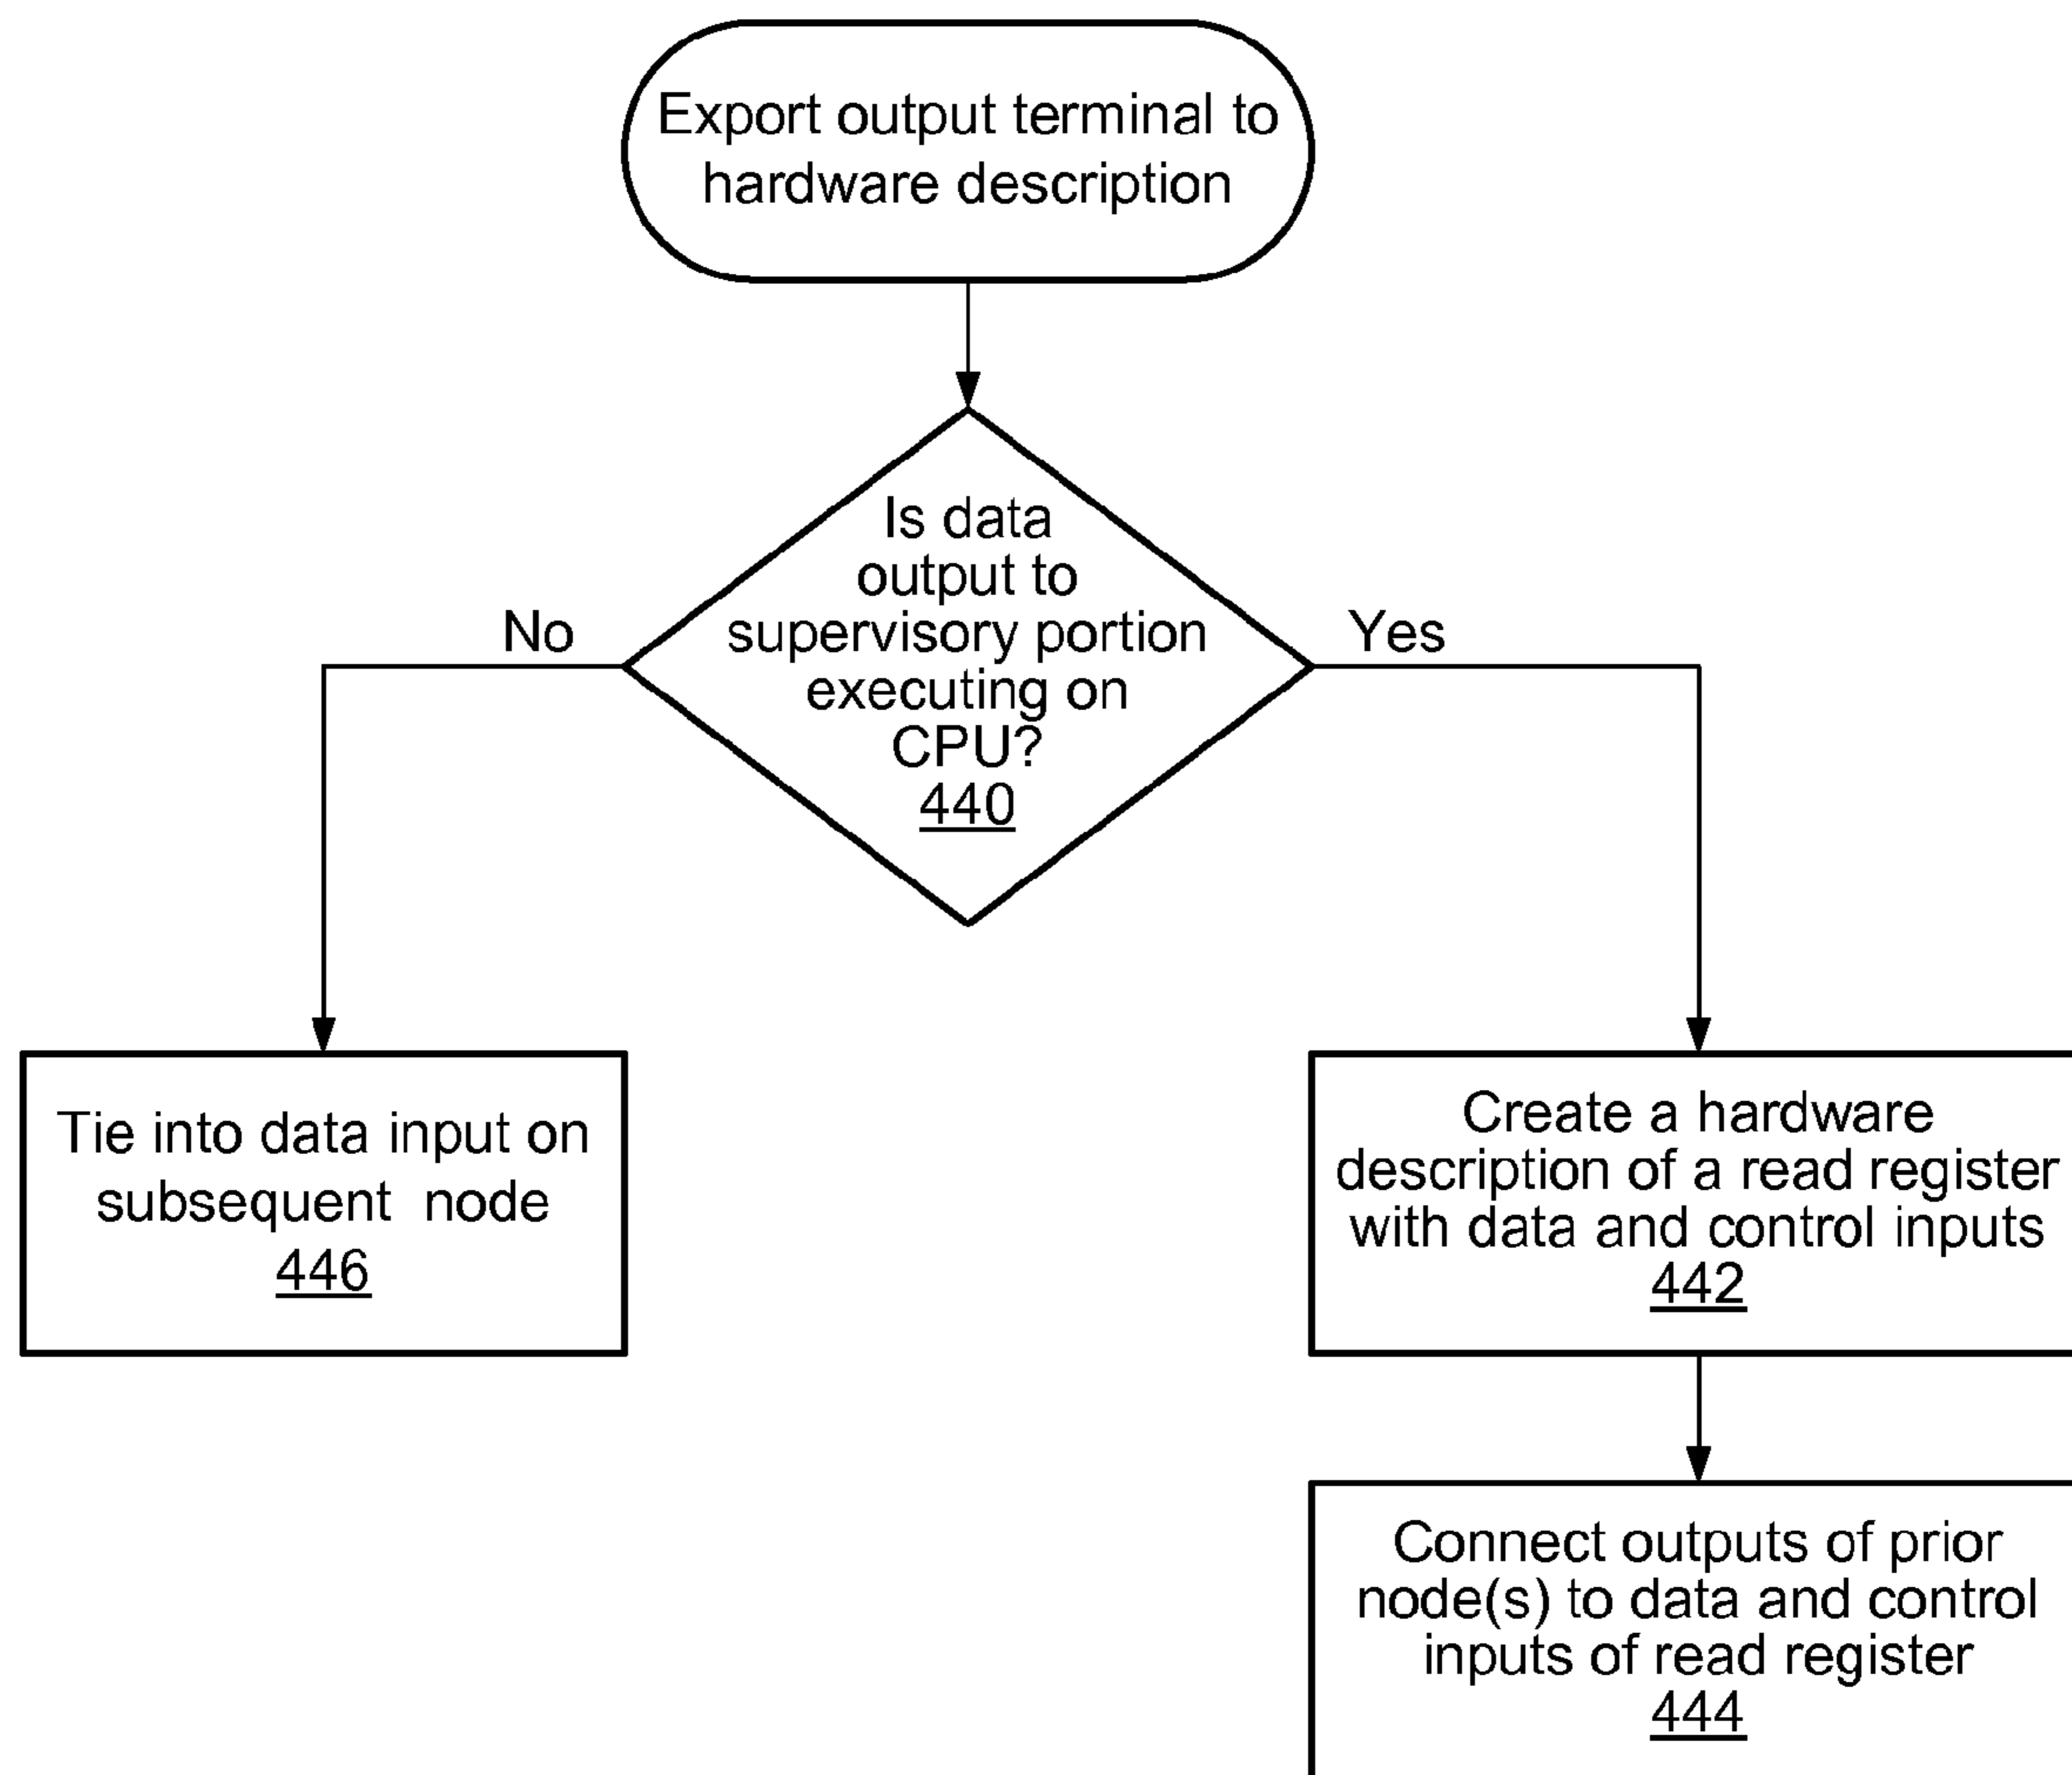 Export output terminal to
hardware description
Is data
output to
supervisory portion
executing on
CPU?
440
No
Yes
Tie into data input on
subsequent node
446
Create a hardware
description of a read register
with data and control inputs
442
Connect outputs of prior
node(s) to data and control
inputs of read register
444